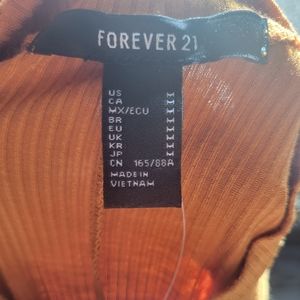 FOREVER 21
US M
CA M
MX/ECU M
BR M
EU M
UK M
KR M
JP M
CN 165/88A
MADE IN
VIETNAM